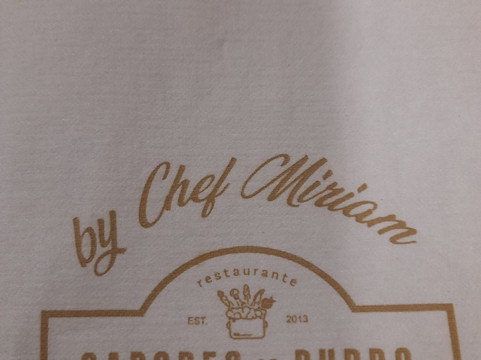 by Chef Miriam
restaurante
EST. 2013